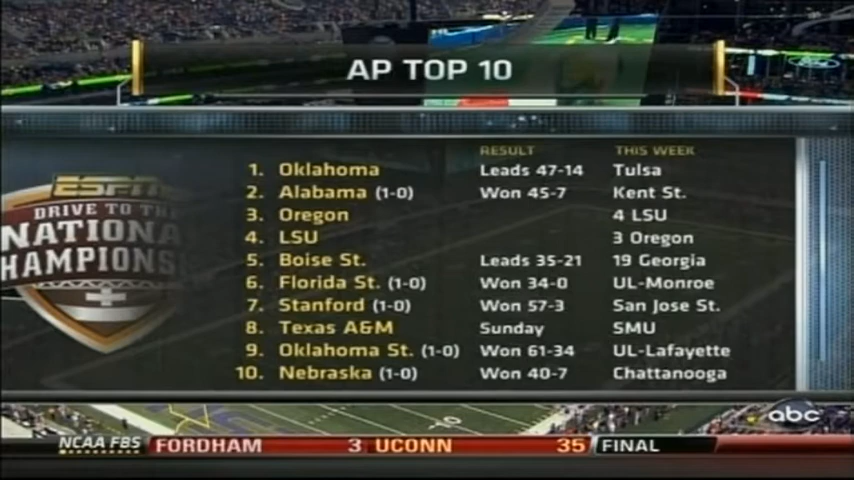 Ford
AP TOP 10
RESULT THIS WEEK
1. Oklahoma Leads 47-14 Tulsa
2. Alabama (1-0) Won 45-7 Kent St.
3. Oregon 4 LSU
4. LSU 3 Oregon
5. Boise St. Leads 35-21 19 Georgia
6. Florida St. (1-0) Won 34-0 UL-Monroe
7. Stanford (1-0) Won 57-3 San Jose St.
8. Texas A&M Sunday SMU
9. Oklahoma St. (1-0) Won 61-34 UL-Lafayette
10. Nebraska (1-0) Won 40-7 Chattanooga
ESPN
DRIVE TO TH
NATIONA
HAMPIONS
abc
NCAA FBS FORDHAM 3 UCONN 35 FINAL